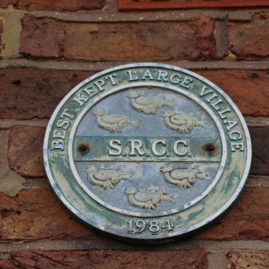 BEST KEPT LARGE VILLAGE
S.R.C.C.
1984